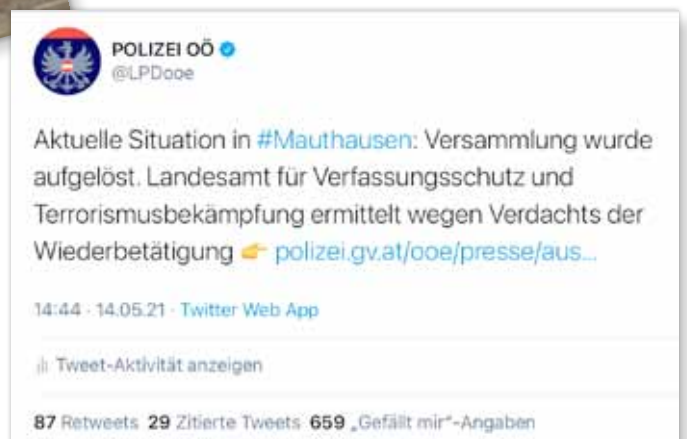 POLIZEI OÖ
@LPDooe
Aktuelle Situation in #Mauthausen: Versammlung wurde
aufgelöst. Landesamt für Verfassungsschutz und
Terrorismusbekämpfung ermittelt wegen Verdachts der
Wiederbetätigung 👉 polizei.gv.at/ooe/presse/aus...
14:44 · 14.05.21 · Twitter Web App
Tweet-Aktivität anzeigen
87 Retweets 29 Zitierte Tweets 659 „Gefällt mir“-Angaben